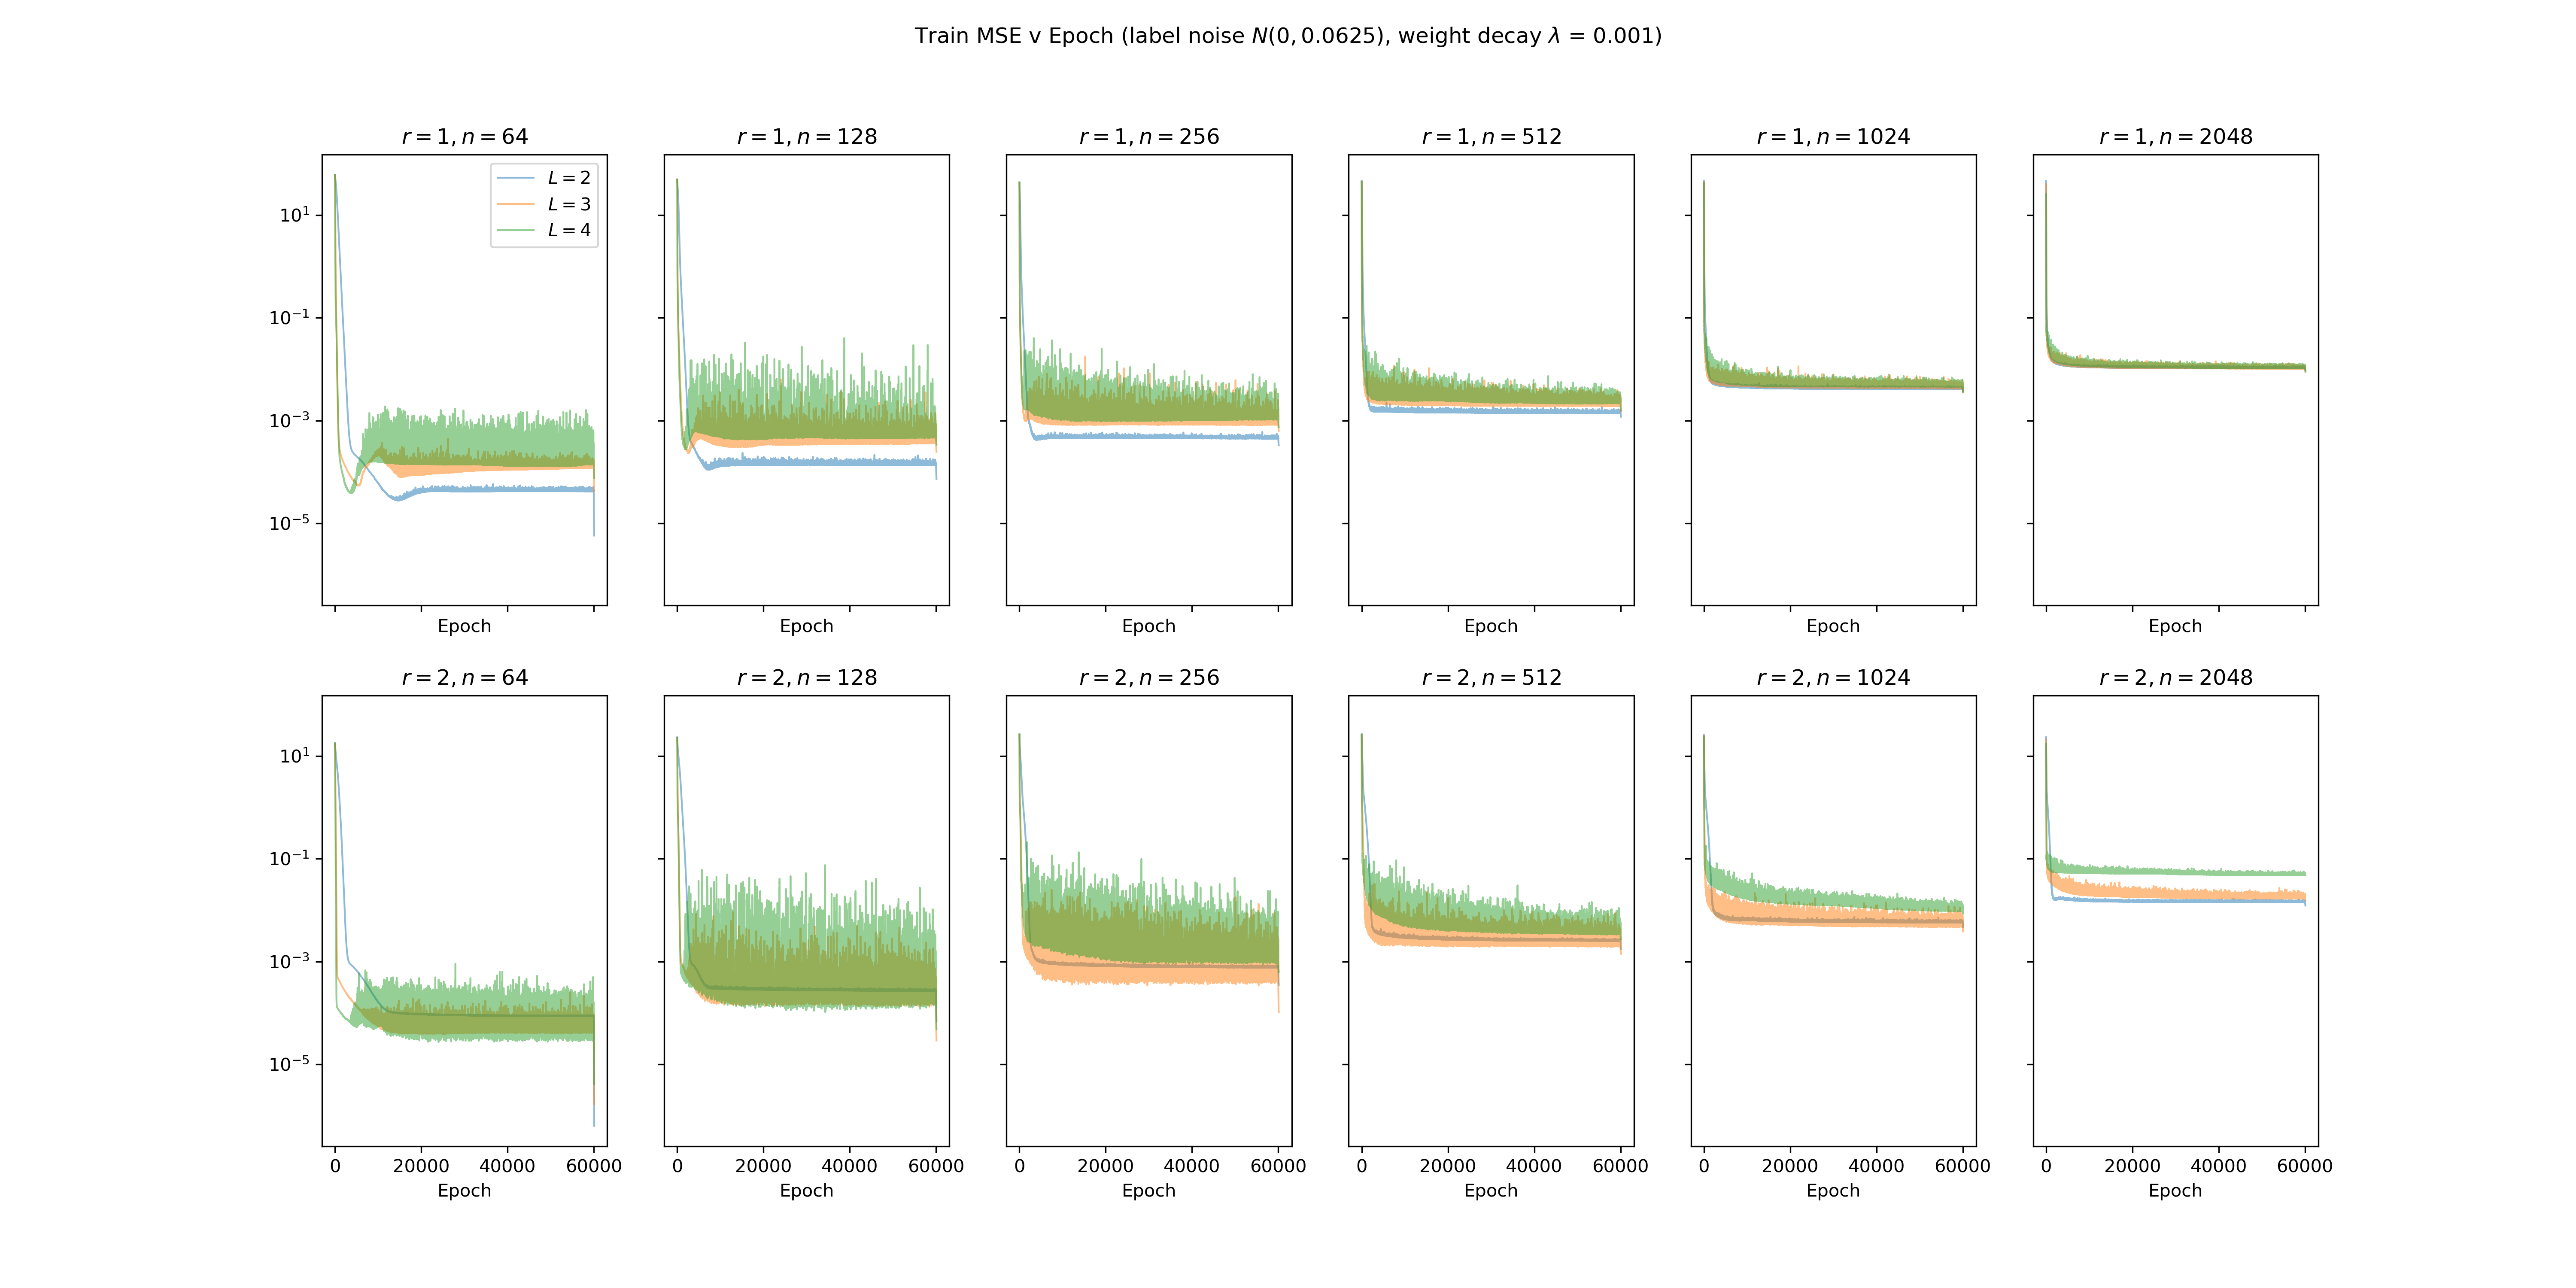 Train MSE v Epoch (label noise N(0, 0.0625), weight decay λ = 0.001)
r = 1, n = 64
r = 1, n = 128
r = 1, n = 256
r = 1, n = 512
r = 1, n = 1024
r = 1, n = 2048
L = 2
L = 3
L = 4
10¹
10⁻¹
10⁻³
10⁻⁵
Epoch
Epoch
Epoch
Epoch
Epoch
Epoch
r = 2, n = 64
r = 2, n = 128
r = 2, n = 256
r = 2, n = 512
r = 2, n = 1024
r = 2, n = 2048
10¹
10⁻¹
10⁻³
10⁻⁵
0 20000 40000 60000
0 20000 40000 60000
0 20000 40000 60000
0 20000 40000 60000
0 20000 40000 60000
0 20000 40000 60000
Epoch
Epoch
Epoch
Epoch
Epoch
Epoch